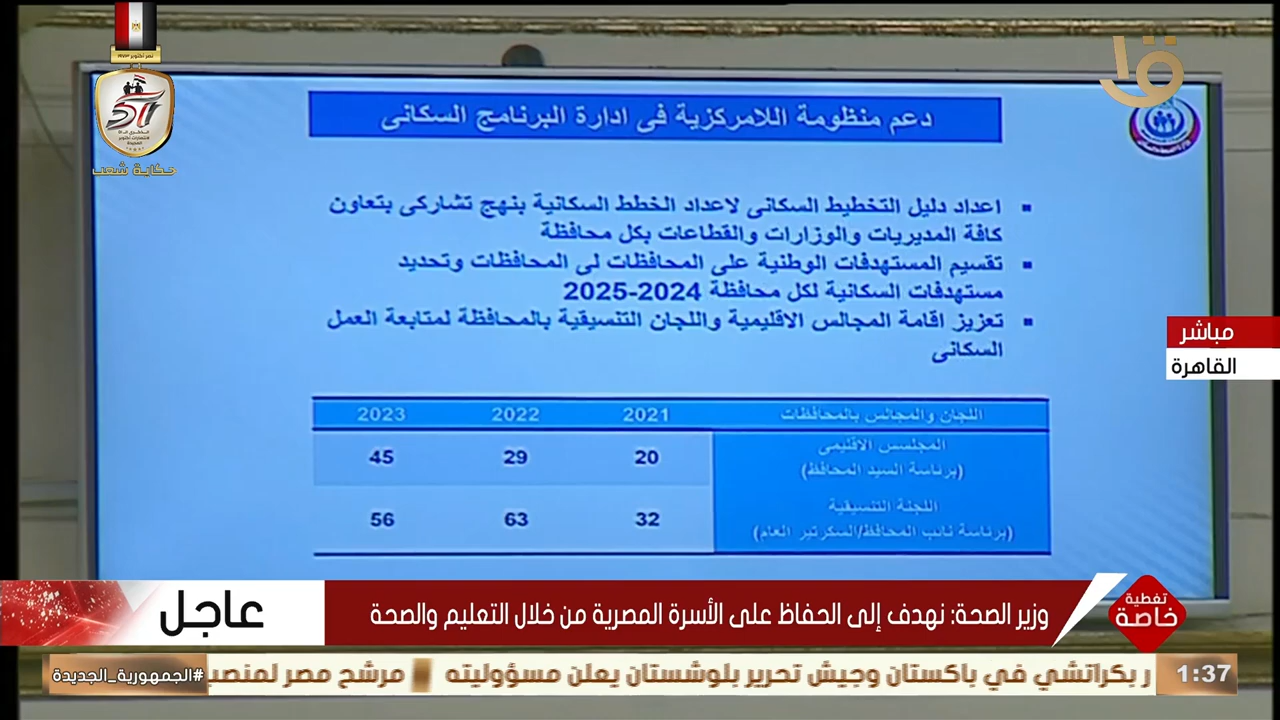 نصر أكتوبر ١٩٧٣
50
حكاية شعب
دعم منظومة اللامركزية فى ادارة البرنامج السكانى
اعداد دليل التخطيط السكانى لاعداد الخطط السكانية بنهج تشاركى بتعاون
كافة المديريات والوزارات والقطاعات بكل محافظة
تقسيم المستهدفات الوطنية على المحافظات لى المحافظات وتحديد
مستهدفات السكانية لكل محافظة 2024-2025
تعزيز اقامة المجالس الاقليمية واللجان التنسيقية بالمحافظة لمتابعة العمل
السكانى
مباشر
القاهرة
اللجان والمجالس بالمحافظات 2021 2022 2023
المجلسس الاقليمى
(برئاسة السيد المحافظ)
20 29 45
اللجنة التنسيقية
(برئاسة نائب المحافظ/السكرتير العام)
32 63 56
تغطية
خاصة
وزير الصحة: نهدف إلى الحفاظ على الأسرة المصرية من خلال التعليم والصحة
عاجل
1:37
ر بكراتشي في باكستان وجيش تحرير بلوشستان يعلن مسؤوليته
مرشح مصر لمنصب
#الجمهورية_الجديدة